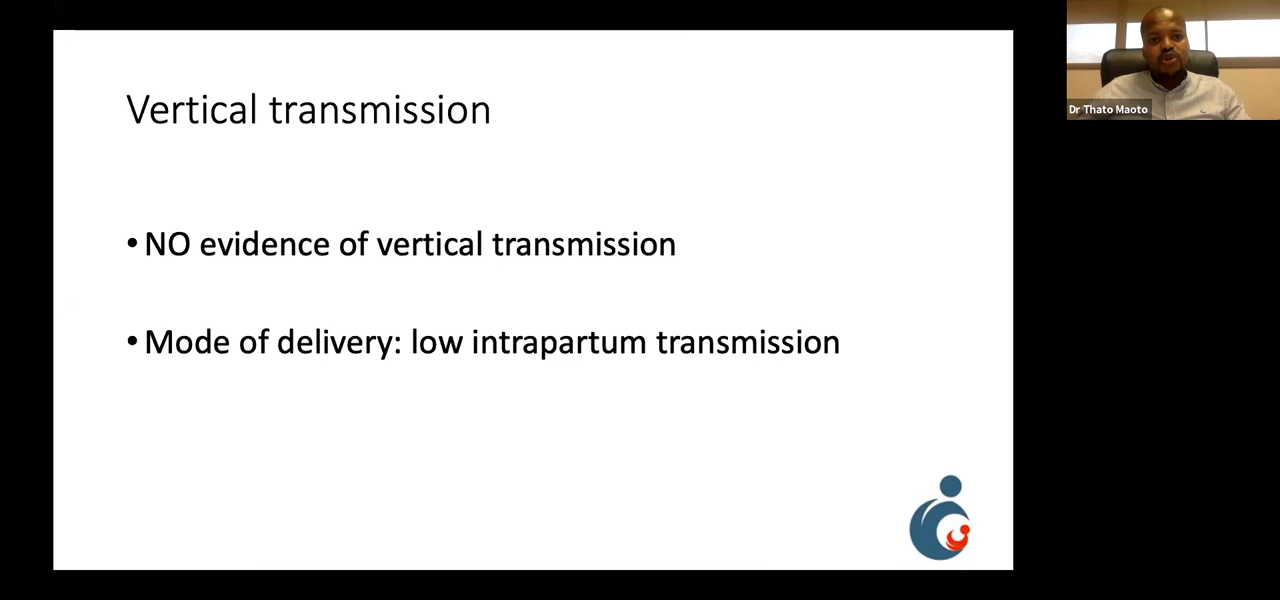 Vertical transmission
• NO evidence of vertical transmission
• Mode of delivery: low intrapartum transmission
Dr Thato Maoto